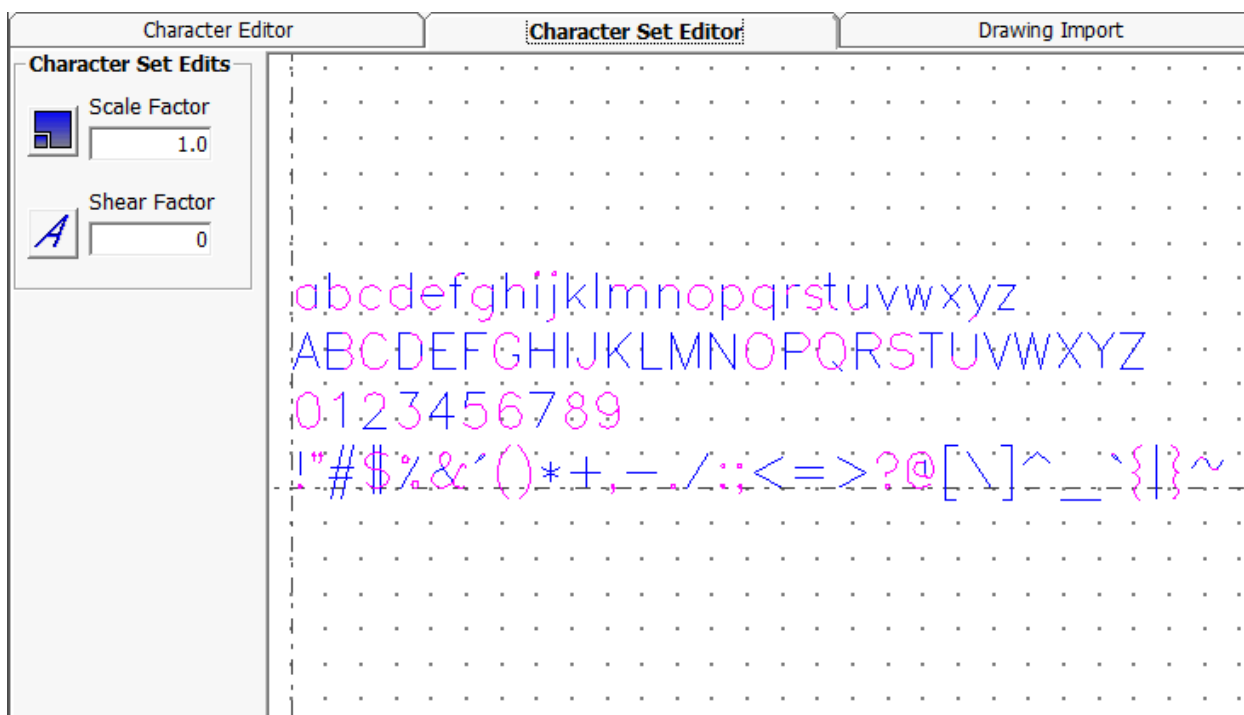 Character Editor
Character Set Editor
Drawing Import
Character Set Edits
Scale Factor
1.0
Shear Factor
0
abcdefghijklmnopqrstuvwxyz
ABCDEFGHIJKLMNOPQRSTUVWXYZ
0123456789
!"#$%&´()*+,-./:;<=>?@[\]^_`{|}~